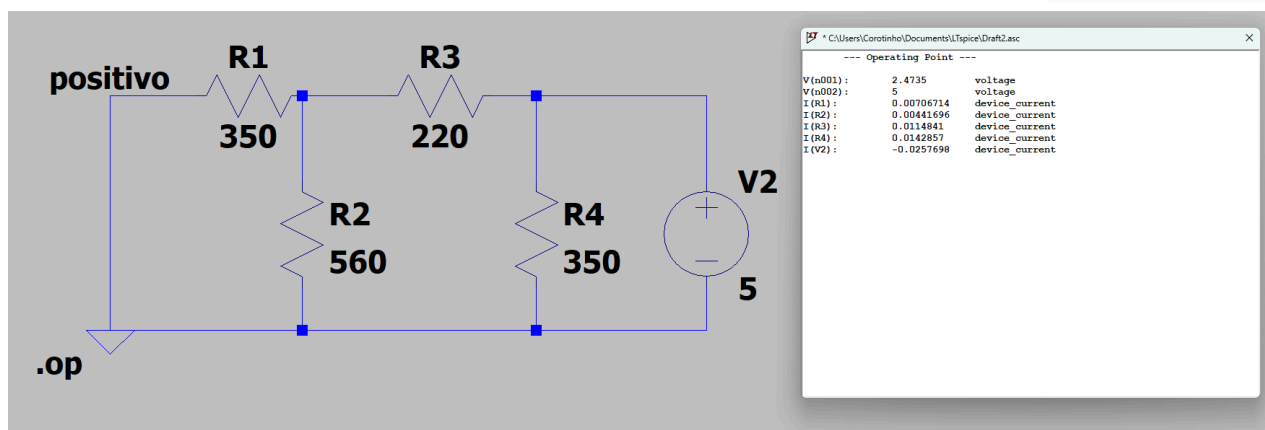 R1
R3
positivo
350
220
V2
R2
R4
560
350
5
.op
* C:\Users\Corotinho\Documents\LTspice\Draft2.asc
--- Operating Point ---
V(n001): 2.4735 voltage
V(n002): 5 voltage
I(R1): 0.00706714 device_current
I(R2): 0.00441696 device_current
I(R3): 0.0114841 device_current
I(R4): 0.0142857 device_current
I(V2): -0.0257698 device_current